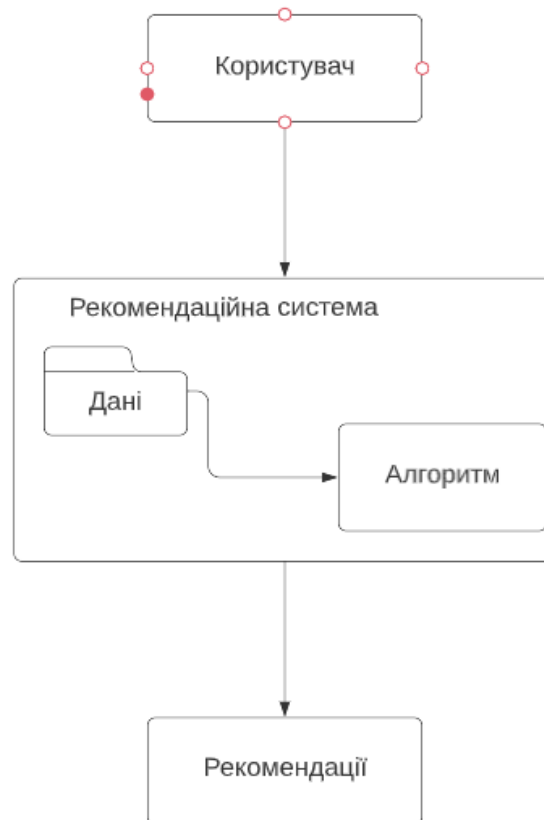 Користувач
Рекомендаційна система
Дані
Алгоритм
Рекомендації